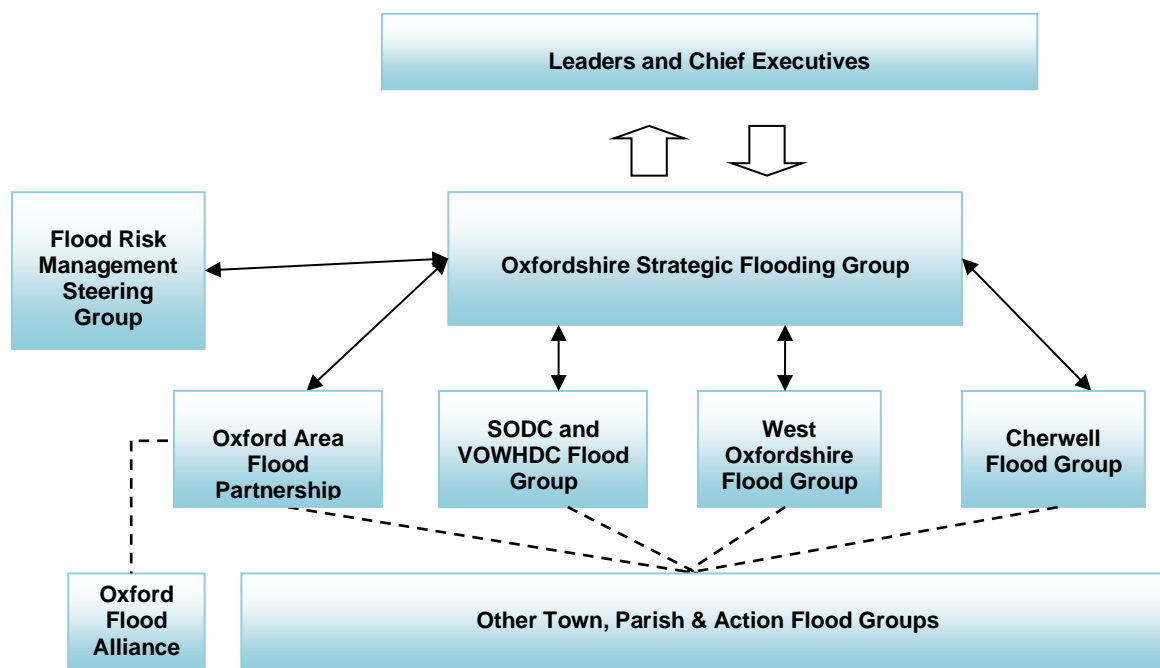 Leaders and Chief Executives
Flood Risk
Management
Steering
Group
Oxfordshire Strategic Flooding Group
Oxford Area
Flood
Partnership
SODC and
VOWHDC Flood
Group
West
Oxfordshire
Flood Group
Cherwell
Flood Group
Oxford
Flood
Alliance
Other Town, Parish & Action Flood Groups